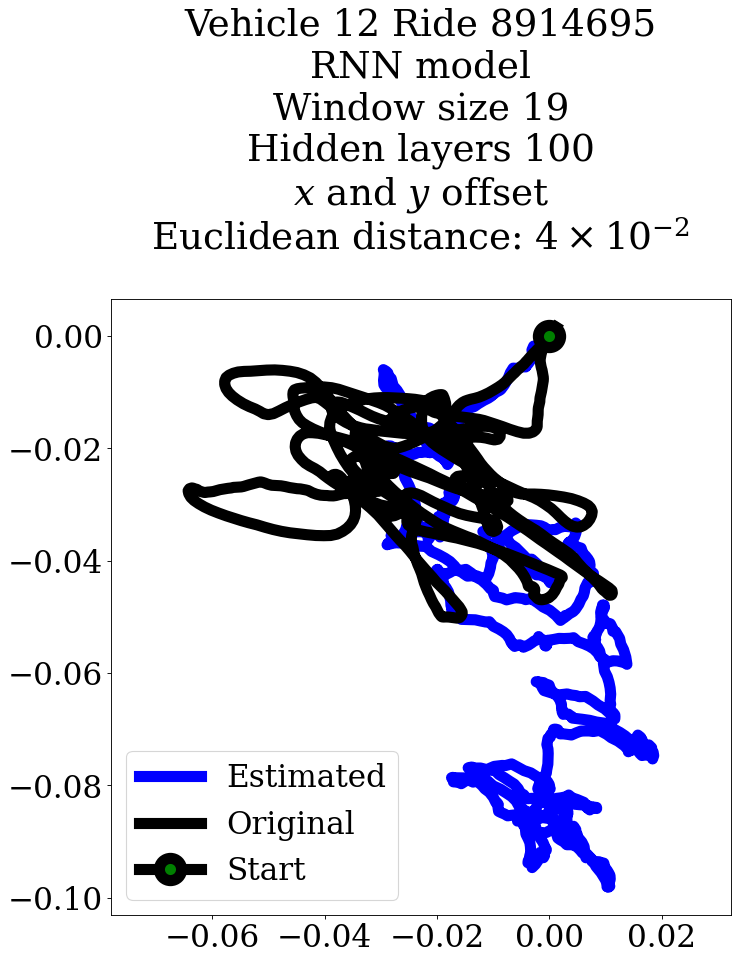 Vehicle 12 Ride 8914695
RNN model
Window size 19
Hidden layers 100
x and y offset
Euclidean distance: 4 × 10⁻²
0.00
−0.02
−0.04
−0.06
−0.08
−0.10
Estimated
Original
Start
−0.06 −0.04 −0.02 0.00 0.02